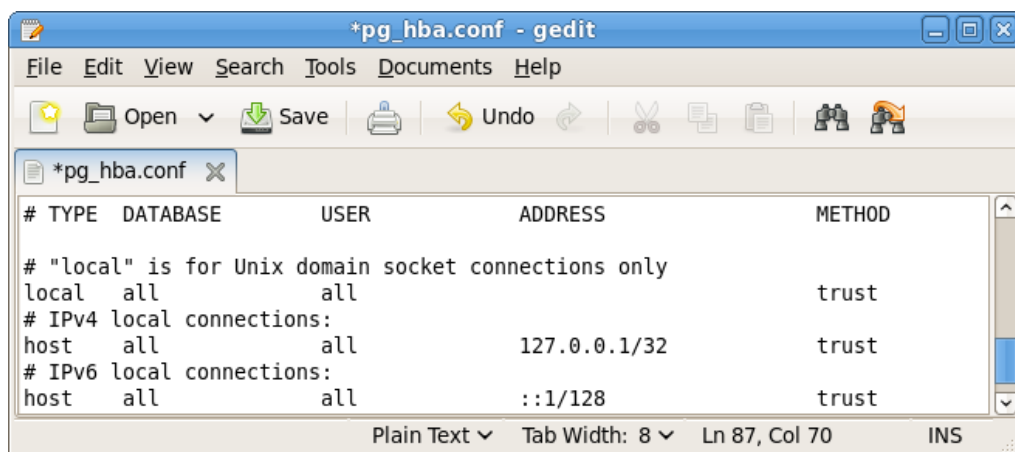 *pg_hba.conf - gedit
File Edit View Search Tools Documents Help
Open Save Undo
*pg_hba.conf
# TYPE  DATABASE        USER            ADDRESS                 METHOD
# "local" is for Unix domain socket connections only
local   all             all                                     trust
# IPv4 local connections:
host    all             all             127.0.0.1/32            trust
# IPv6 local connections:
host    all             all             ::1/128                 trust
Plain Text Tab Width: 8 Ln 87, Col 70 INS